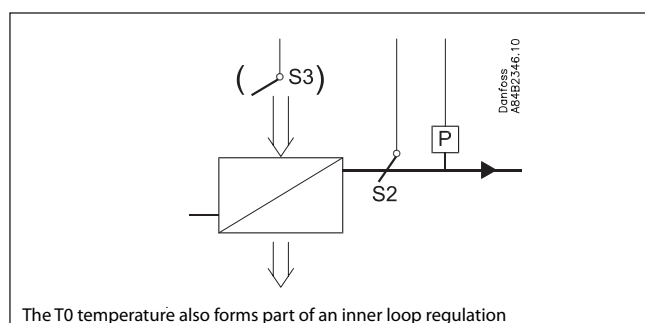 ( S3 )
Danfoss
A84B2346.10
P
S2
The T0 temperature also forms part of an inner loop regulation